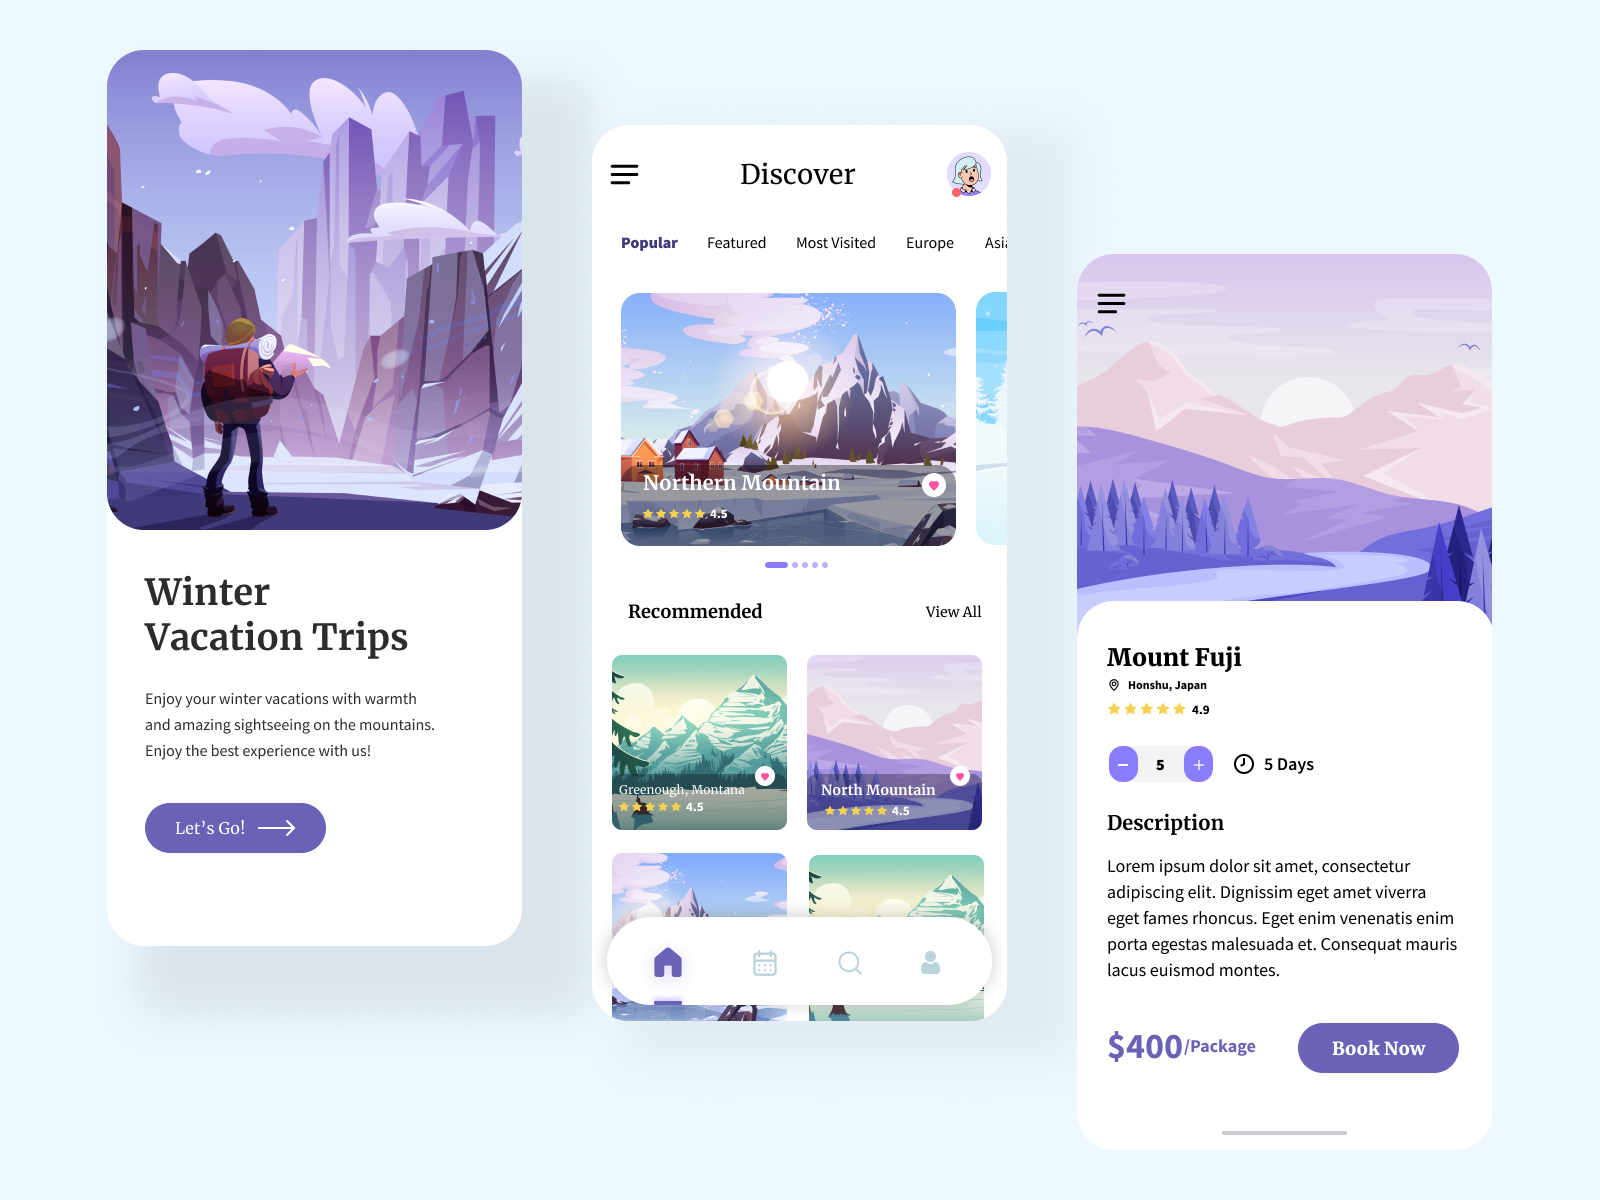 Winter
Vacation Trips
Enjoy your winter vacations with warmth
and amazing sightseeing on the mountains.
Enjoy the best experience with us!
Let's Go!
Discover
Popular Featured Most Visited Europe Asia
Northern Mountain
4.5
Recommended View All
Greenough, Montana
4.5
North Mountain
4.5
Mount Fuji
Honshu, Japan
4.9
5
5 Days
Description
Lorem ipsum dolor sit amet, consectetur
adipiscing elit. Dignissim eget amet viverra
eget fames rhoncus. Eget enim venenatis enim
porta egestas malesuada et. Consequat mauris
lacus euismod montes.
$400/Package
Book Now